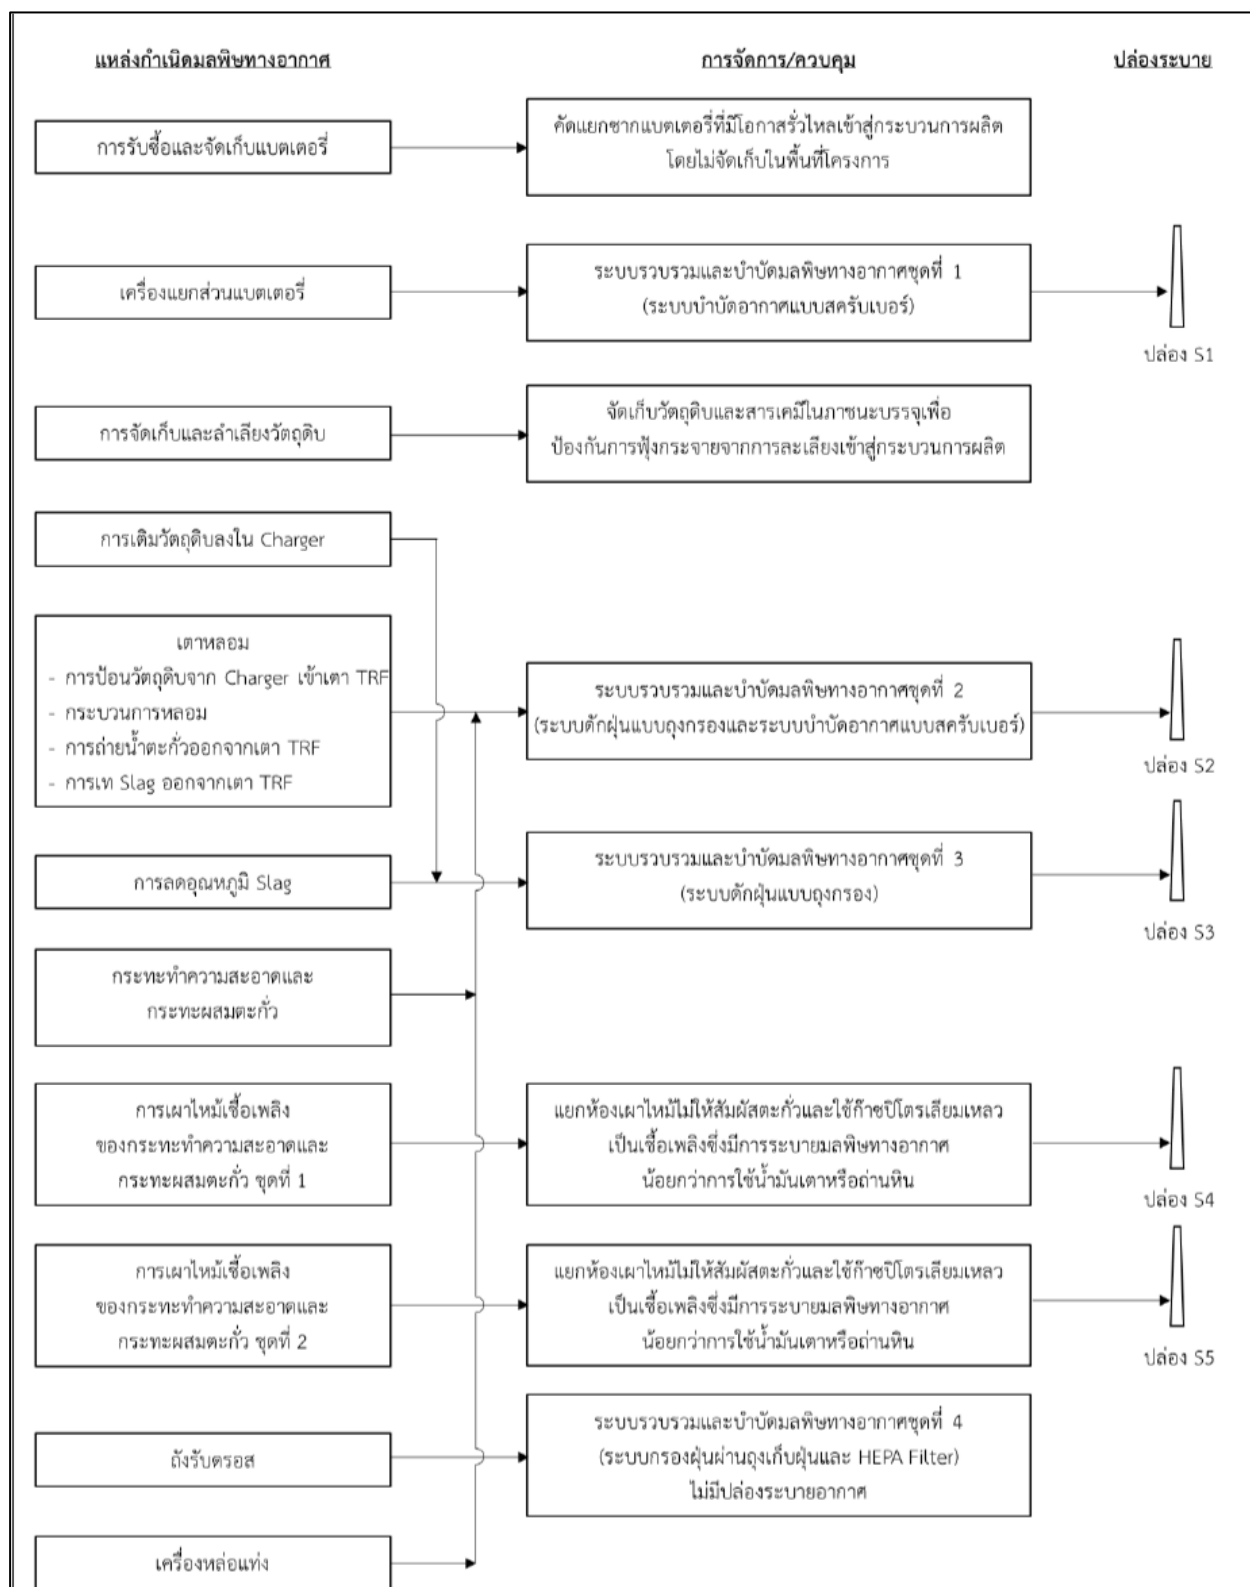 แหล่งกำเนิดมลพิษทางอากาศ
การจัดการ/ควบคุม
ปล่องระบาย
การรับซื้อและจัดเก็บแบตเตอรี่
คัดแยกซากแบตเตอรี่ที่มีโอกาสรั่วไหลเข้าสู่กระบวนการผลิต
โดยไม่จัดเก็บในพื้นที่โครงการ
เครื่องแยกส่วนแบตเตอรี่
ระบบรวบรวมและบำบัดมลพิษทางอากาศชุดที่ 1
(ระบบบำบัดอากาศแบบสครับเบอร์)
ปล่อง S1
การจัดเก็บและลำเลียงวัตถุดิบ
จัดเก็บวัตถุดิบและสารเคมีในภาชนะบรรจุเพื่อ
ป้องกันการฟุ้งกระจายจากการละเลียงเข้าสู่กระบวนการผลิต
การเติมวัตถุดิบลงใน Charger
เตาหลอม
- การป้อนวัตถุดิบจาก Charger เข้าเตา TRF
- กระบวนการหลอม
- การถ่ายน้ำตะกั่วออกจากเตา TRF
- การเท Slag ออกจากเตา TRF
ระบบรวบรวมและบำบัดมลพิษทางอากาศชุดที่ 2
(ระบบดักฝุ่นแบบถุงกรองและระบบบำบัดอากาศแบบสครับเบอร์)
ปล่อง S2
การลดอุณหภูมิ Slag
ระบบรวบรวมและบำบัดมลพิษทางอากาศชุดที่ 3
(ระบบดักฝุ่นแบบถุงกรอง)
ปล่อง S3
กระทะทำความสะอาดและ
กระทะผสมตะกั่ว
การเผาไหม้เชื้อเพลิง
ของกระทะทำความสะอาดและ
กระทะผสมตะกั่ว ชุดที่ 1
แยกห้องเผาไหม้ไม่ให้สัมผัสตะกั่วและใช้ก๊าซปิโตรเลียมเหลว
เป็นเชื้อเพลิงซึ่งมีการระบายมลพิษทางอากาศ
น้อยกว่าการใช้น้ำมันเตาหรือถ่านหิน
ปล่อง S4
การเผาไหม้เชื้อเพลิง
ของกระทะทำความสะอาดและ
กระทะผสมตะกั่ว ชุดที่ 2
แยกห้องเผาไหม้ไม่ให้สัมผัสตะกั่วและใช้ก๊าซปิโตรเลียมเหลว
เป็นเชื้อเพลิงซึ่งมีการระบายมลพิษทางอากาศ
น้อยกว่าการใช้น้ำมันเตาหรือถ่านหิน
ปล่อง S5
ถังรับดรอส
ระบบรวบรวมและบำบัดมลพิษทางอากาศชุดที่ 4
(ระบบกรองฝุ่นผ่านถุงเก็บฝุ่นและ HEPA Filter)
ไม่มีปล่องระบายอากาศ
เครื่องหล่อแท่ง